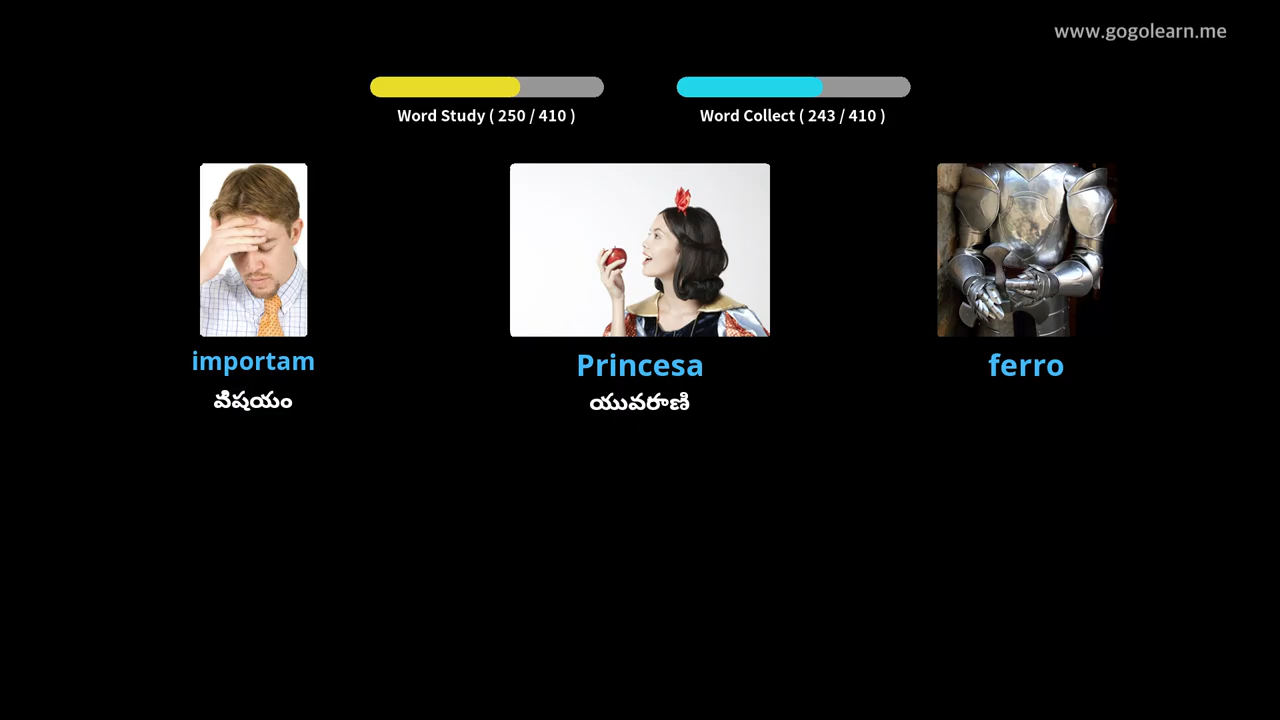 www.gogolearn.me
Word Study ( 250 / 410 )
Word Collect ( 243 / 410 )
importam
విషయం
Princesa
యువరాణి
ferro